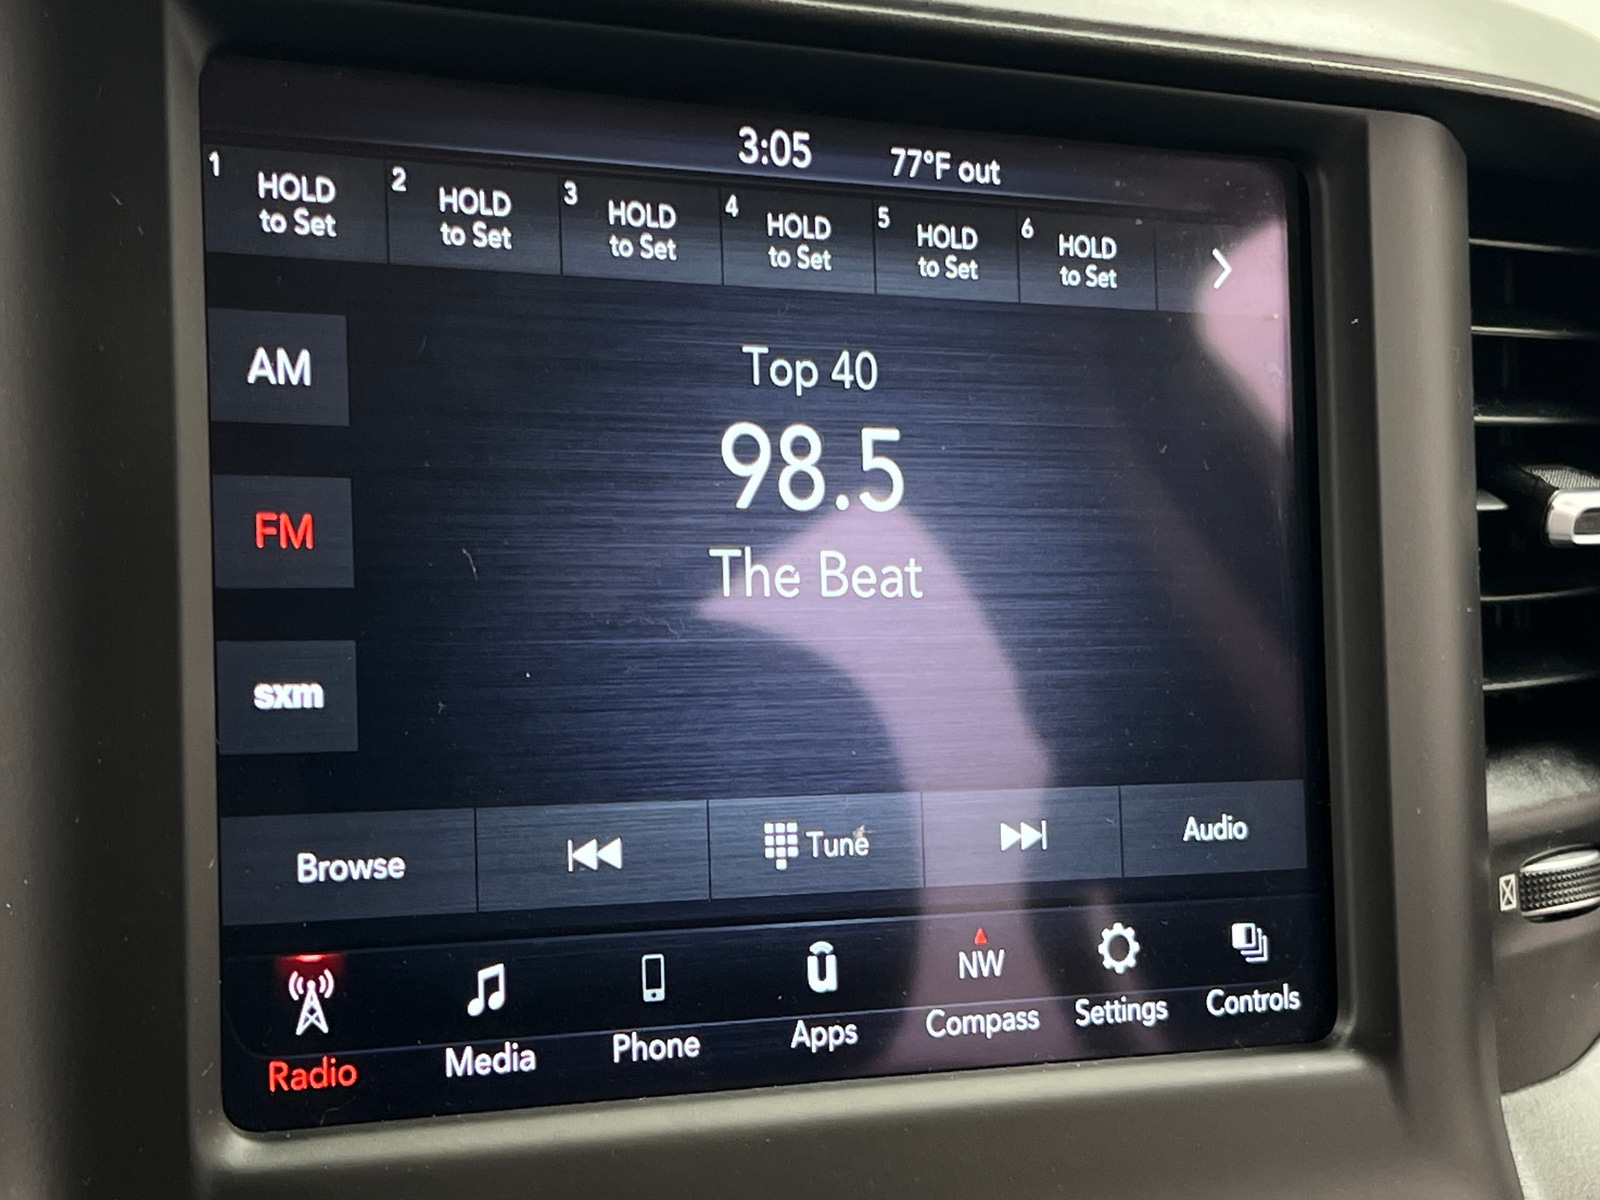 3:05 77°F out
1 HOLD to Set
2 HOLD to Set
3 HOLD to Set
4 HOLD to Set
5 HOLD to Set
6 HOLD to Set
AM
FM
sxm
Top 40
98.5
The Beat
Browse
Tune
Audio
Radio
Media
Phone
Apps
NW
Compass
Settings
Controls